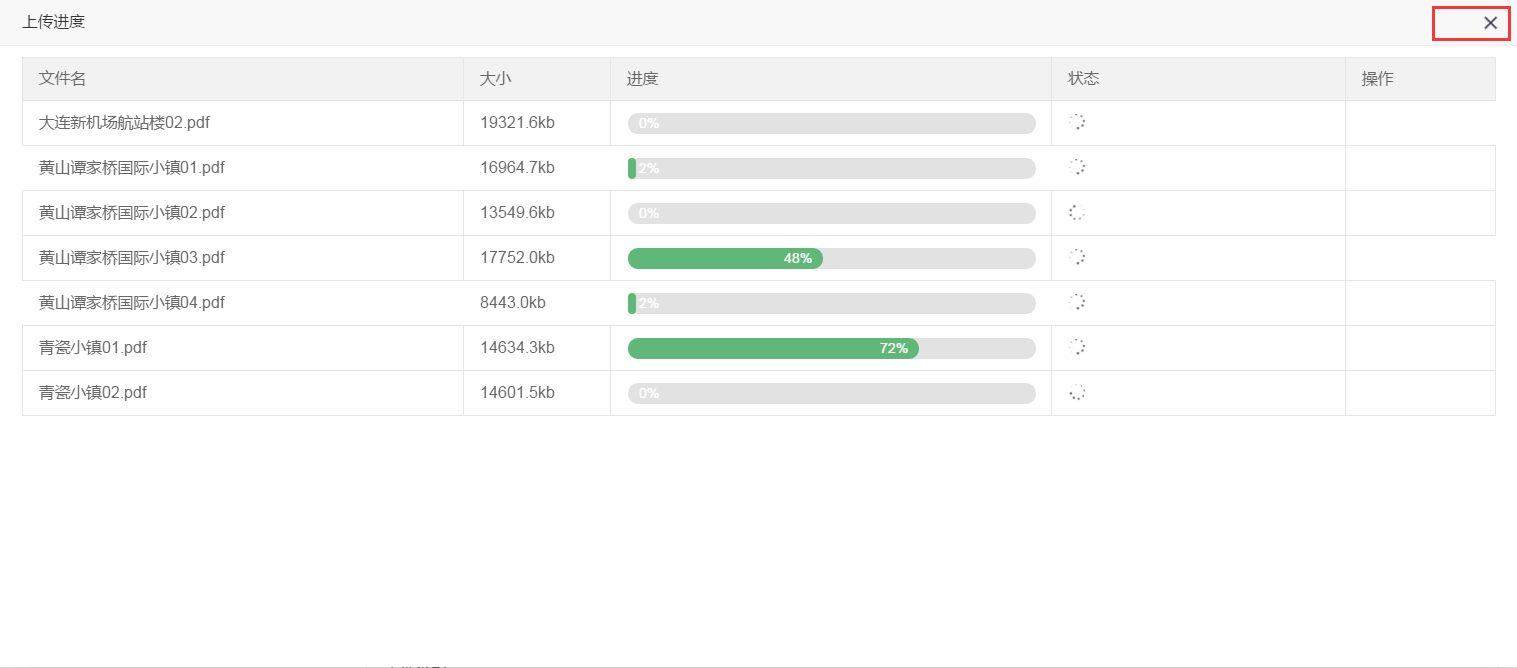 上传进度
文件名 大小 进度 状态 操作
大连新机场航站楼02.pdf 19321.6kb 0%
黄山谭家桥国际小镇01.pdf 16964.7kb 2%
黄山谭家桥国际小镇02.pdf 13549.6kb 0%
黄山谭家桥国际小镇03.pdf 17752.0kb 48%
黄山谭家桥国际小镇04.pdf 8443.0kb 2%
青瓷小镇01.pdf 14634.3kb 72%
青瓷小镇02.pdf 14601.5kb 0%